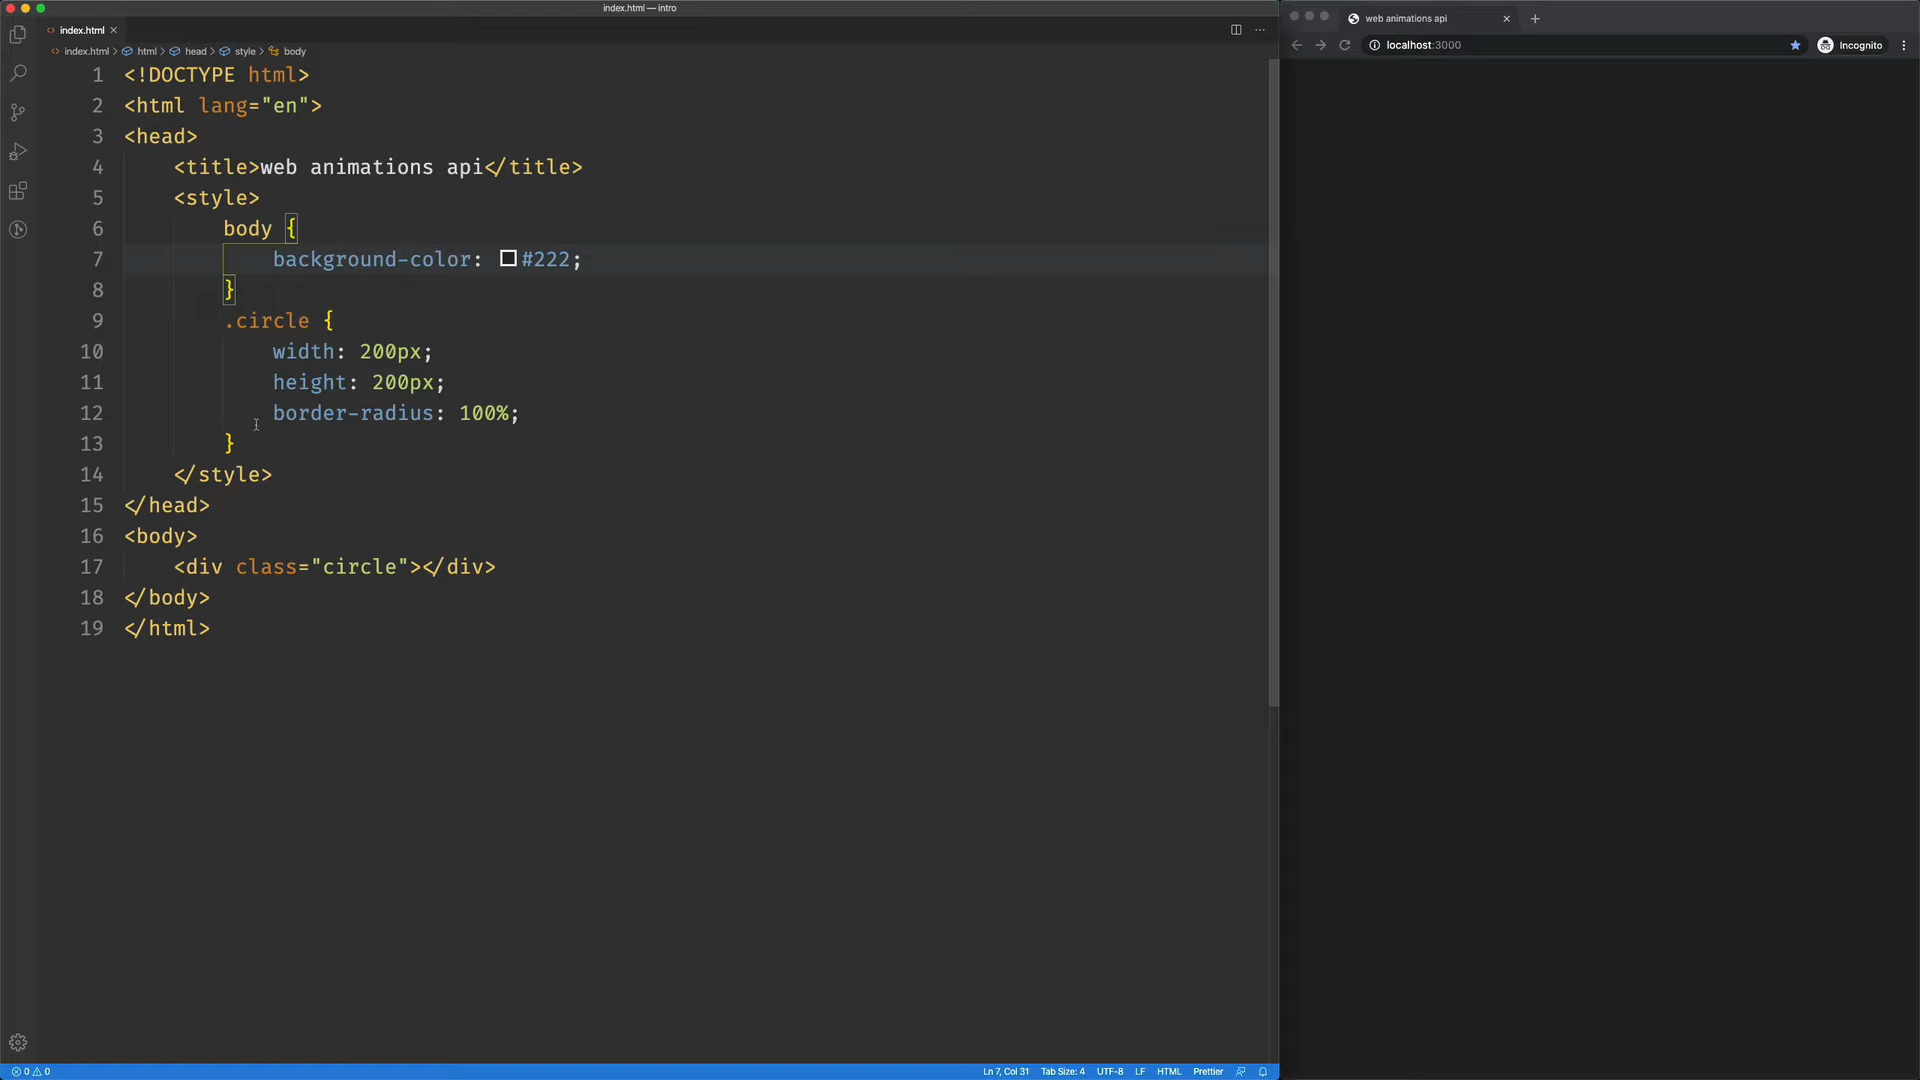 index.html — intro
index.html
index.html > html > head > style > body
1 <!DOCTYPE html>
2 <html lang="en">
3 <head>
4 <title>web animations api</title>
5 <style>
6 body {
7 background-color: #222;
8 }
9 .circle {
10 width: 200px;
11 height: 200px;
12 border-radius: 100%;
13 }
14 </style>
15 </head>
16 <body>
17 <div class="circle"></div>
18 </body>
19 </html>
0 0 Ln 7, Col 31 Tab Size: 4 UTF-8 LF HTML Prettier
web animations api
localhost:3000 Incognito